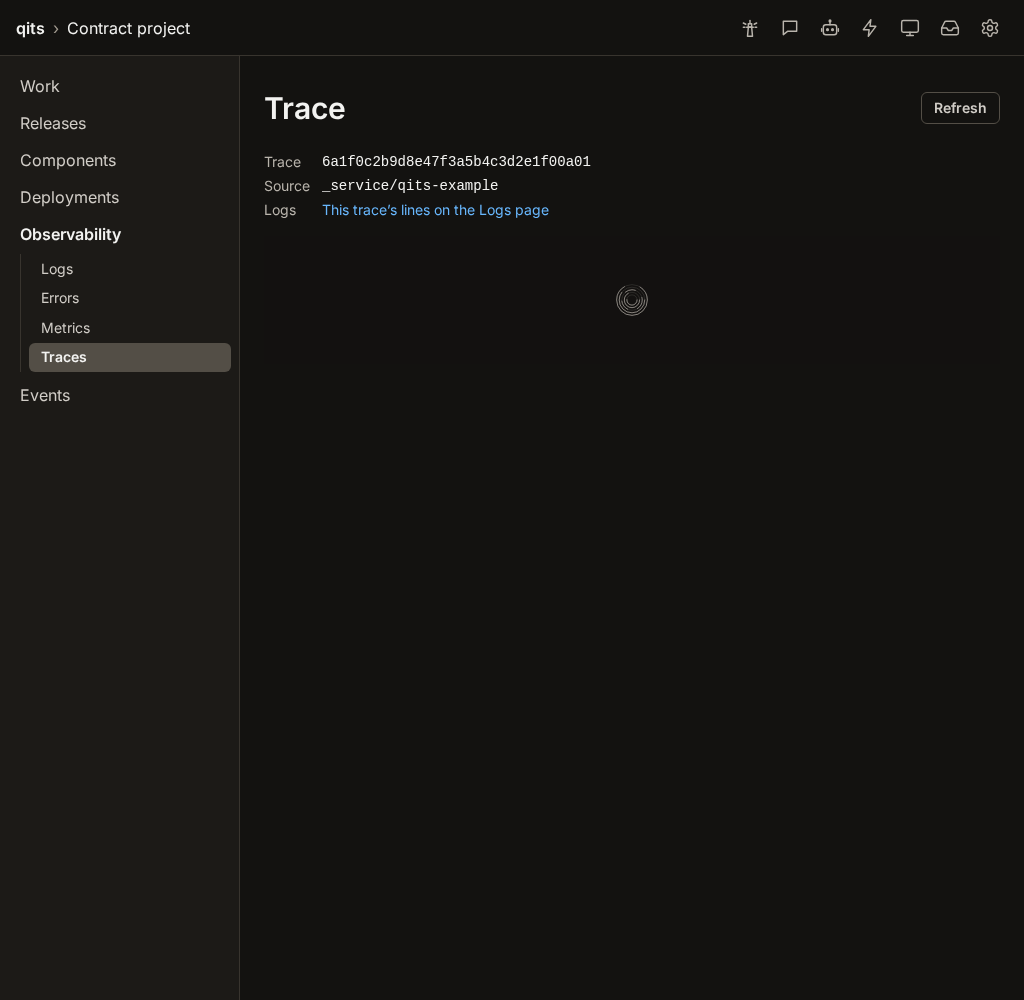 qits › Contract project
Work
Releases
Components
Deployments
Observability
Logs
Errors
Metrics
Traces
Events
Trace
Refresh
Trace 6a1f0c2b9d8e47f3a5b4c3d2e1f00a01
Source _service/qits-example
Logs This trace’s lines on the Logs page